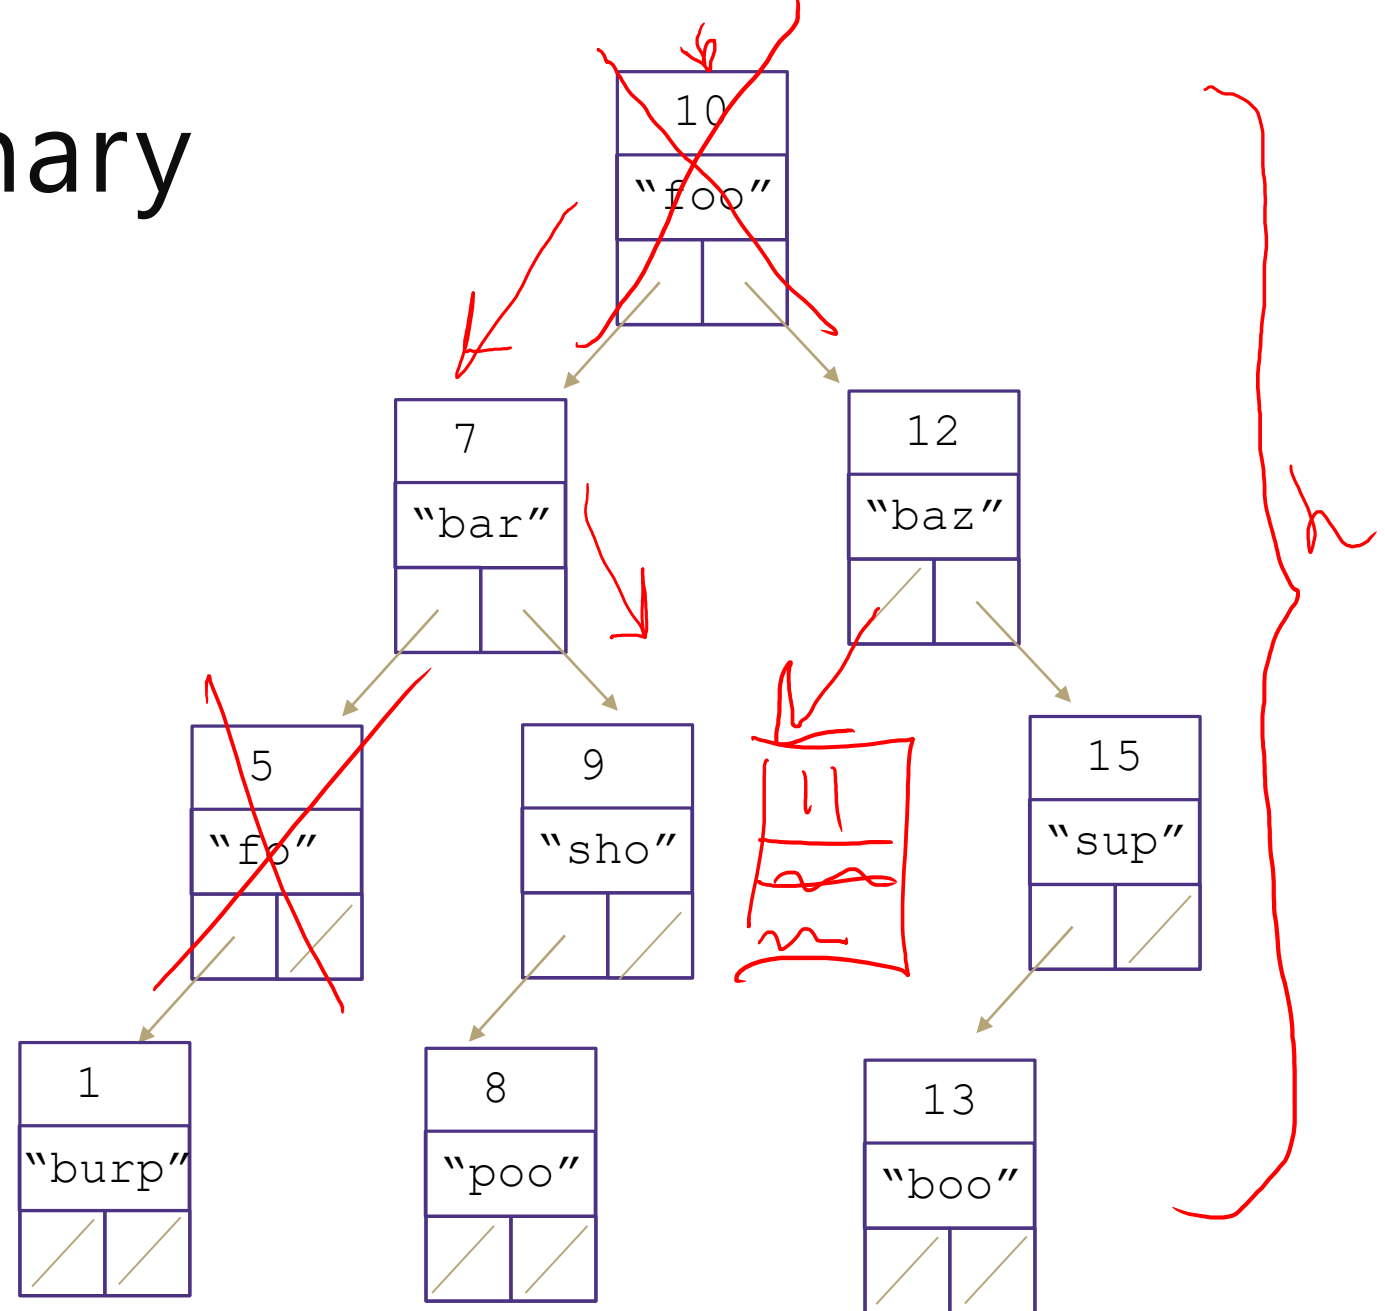 nary
10
“foo”
7
“bar”
12
“baz”
h
5
“fo”
9
“sho”
11
15
“sup”
1
“burp”
8
“poo”
13
“boo”